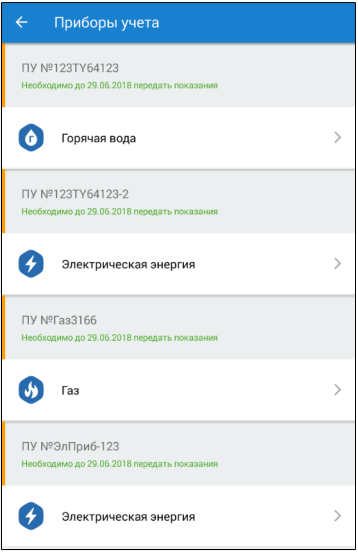 Приборы учета
ПУ №123TY64123
Необходимо до 29.06.2018 передать показания
Горячая вода
ПУ №123TY64123-2
Необходимо до 29.06.2018 передать показания
Электрическая энергия
ПУ №Газ3166
Необходимо до 29.06.2018 передать показания
Газ
ПУ №ЭлПриб-123
Необходимо до 29.06.2018 передать показания
Электрическая энергия